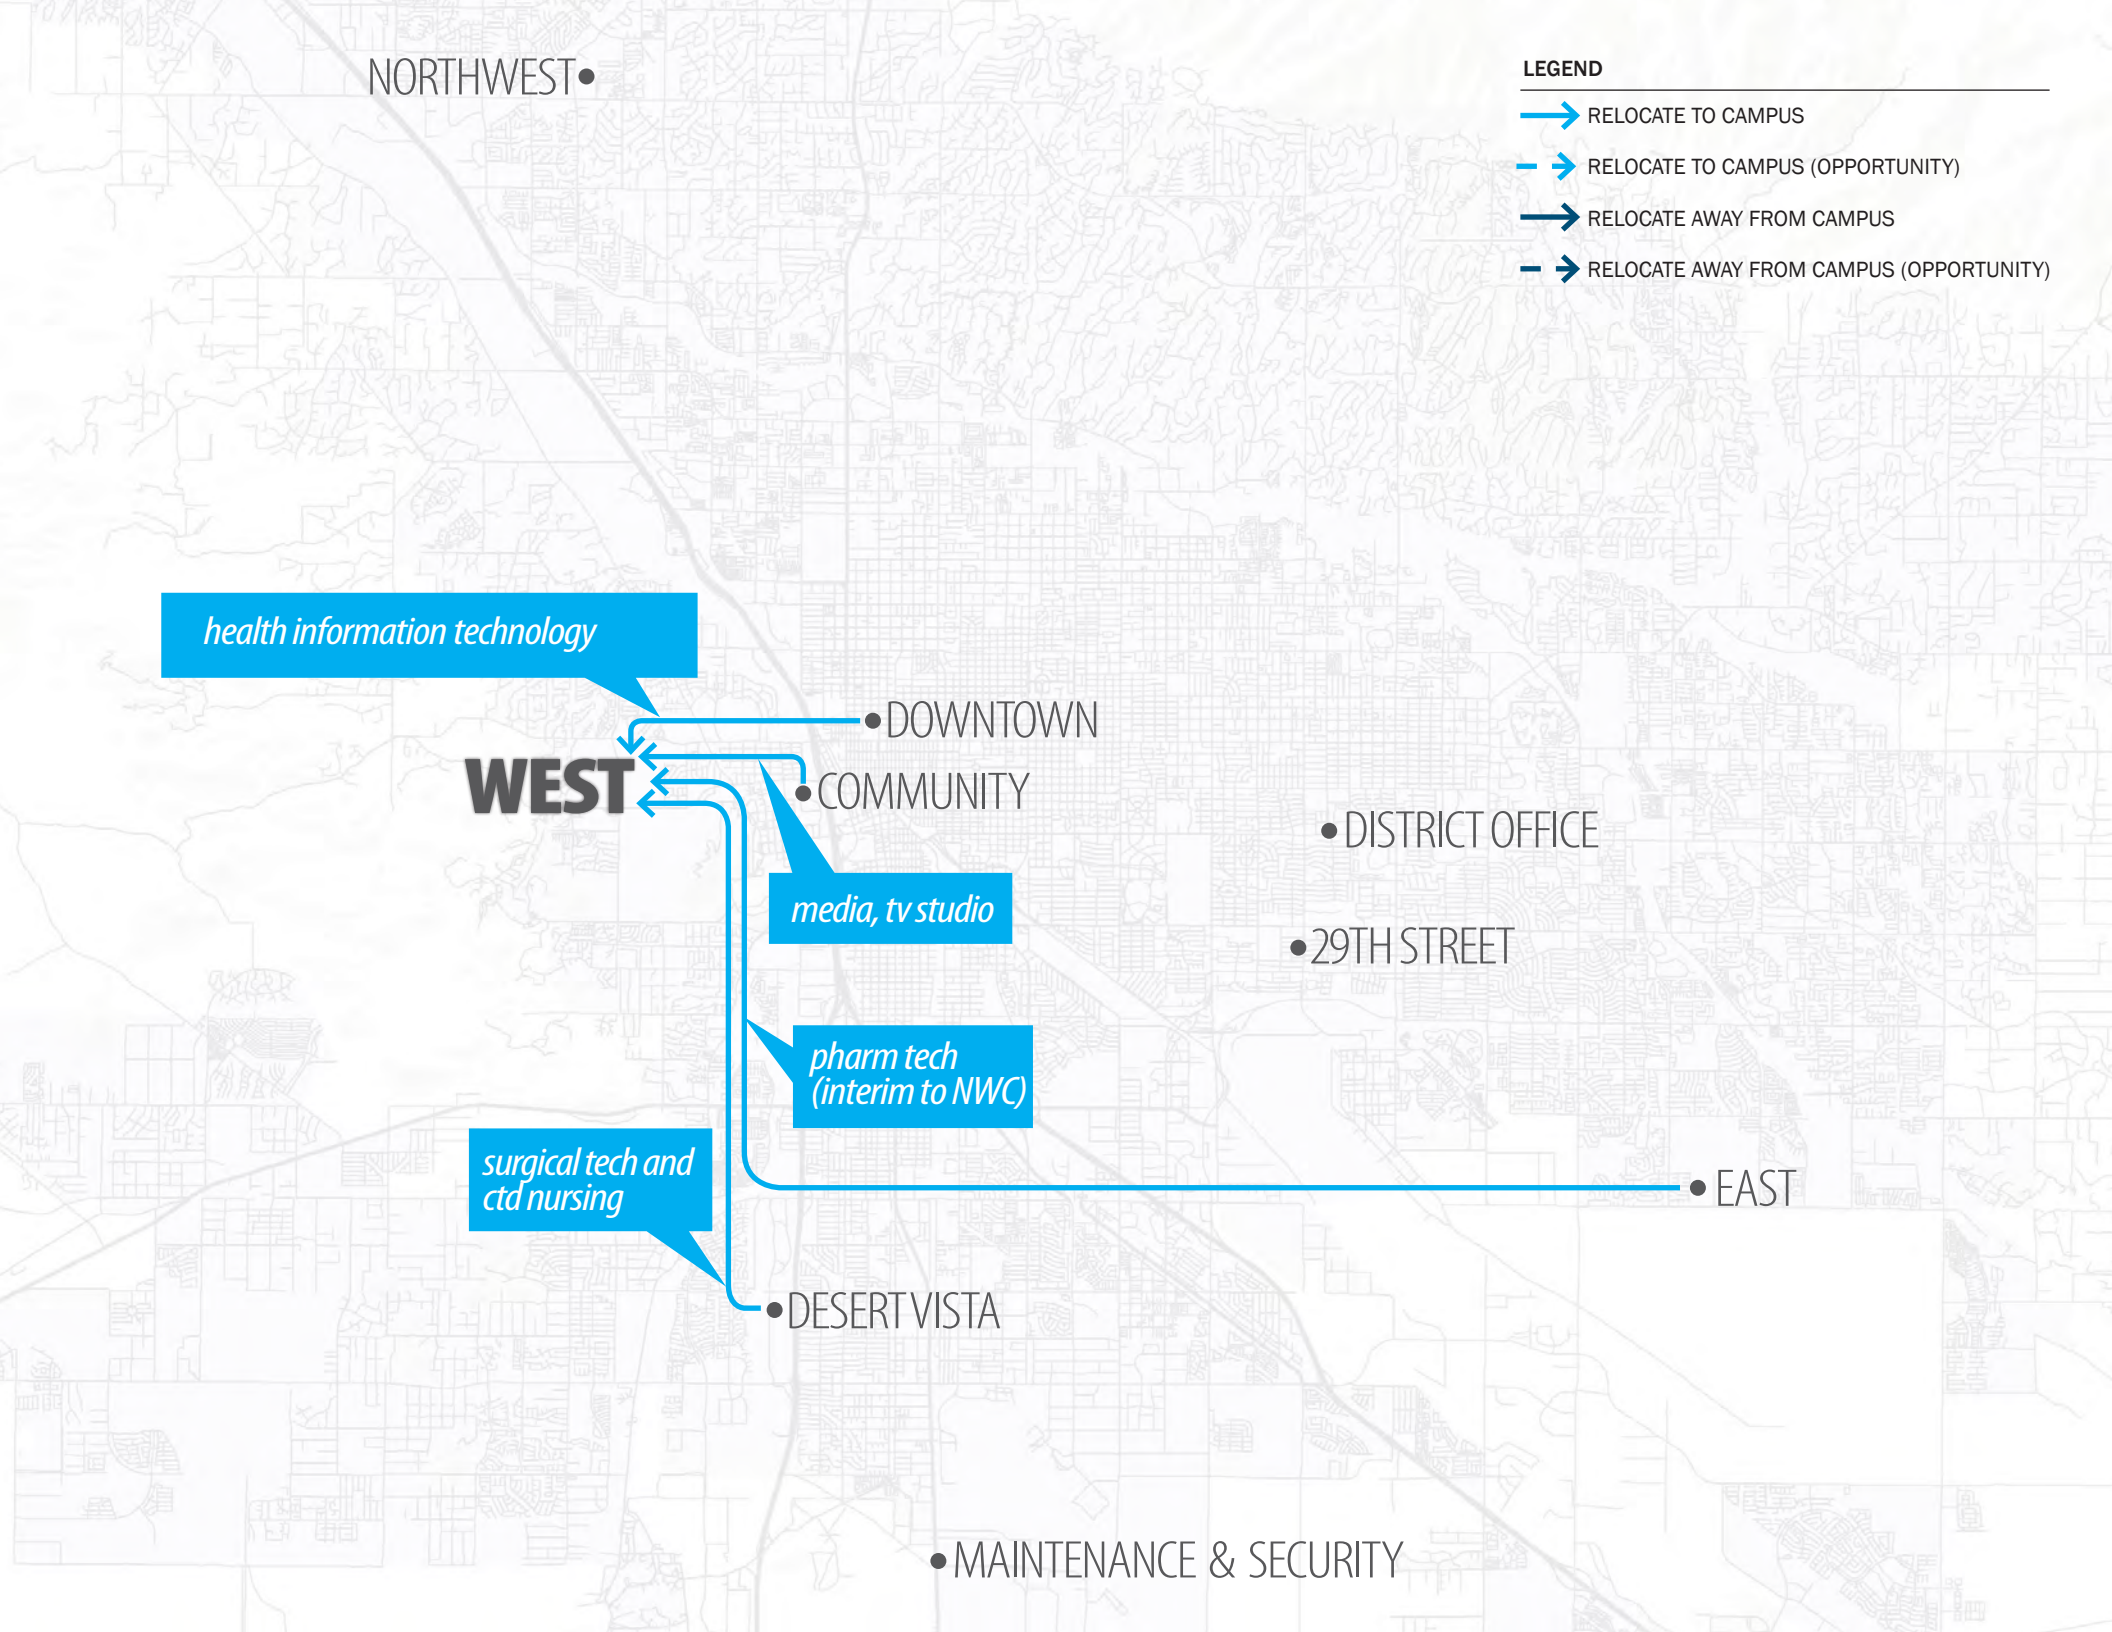 NORTHWEST
LEGEND
RELOCATE TO CAMPUS
RELOCATE TO CAMPUS (OPPORTUNITY)
RELOCATE AWAY FROM CAMPUS
RELOCATE AWAY FROM CAMPUS (OPPORTUNITY)
health information technology
DOWNTOWN
WEST
COMMUNITY
DISTRICT OFFICE
media, tv studio
29TH STREET
pharm tech
(interim to NWC)
surgical tech and
ctd nursing
EAST
DESERT VISTA
MAINTENANCE & SECURITY